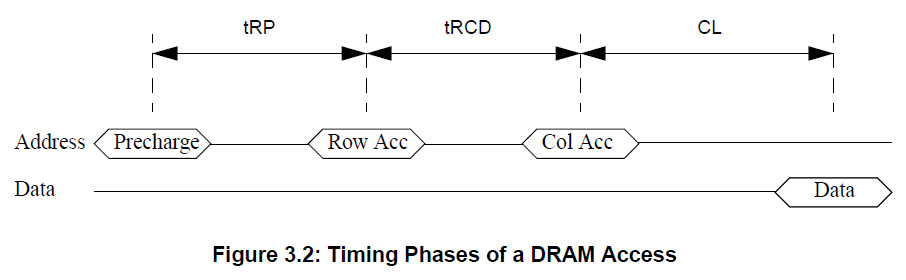 tRP tRCD CL
Address Precharge Row Acc Col Acc
Data Data
Figure 3.2: Timing Phases of a DRAM Access